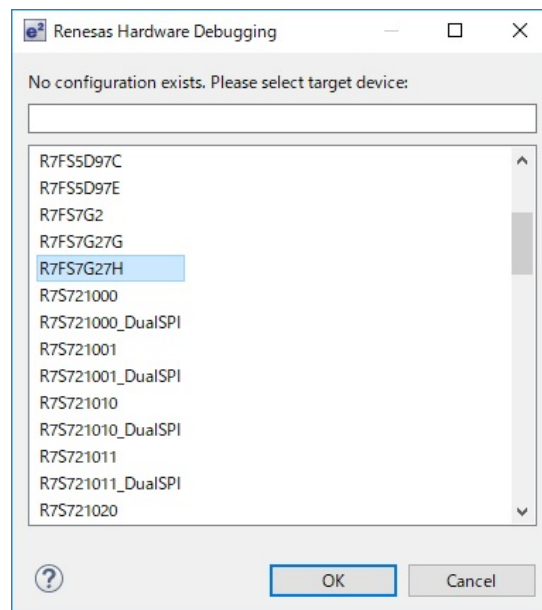 e² Renesas Hardware Debugging
No configuration exists. Please select target device:
R7FS5D97C
R7FS5D97E
R7FS7G2
R7FS7G27G
R7FS7G27H
R7S721000
R7S721000_DualSPI
R7S721001
R7S721001_DualSPI
R7S721010
R7S721010_DualSPI
R7S721011
R7S721011_DualSPI
R7S721020
?
OK
Cancel